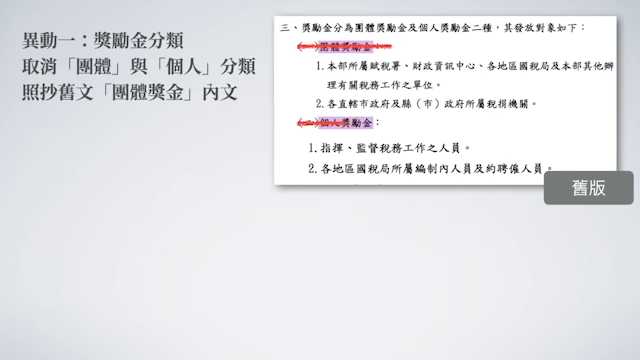 異動一：獎勵金分類
取消「團體」與「個人」分類
照抄舊文「團體獎金」內文
三、獎勵金分為團體獎勵金及個人獎勵金二種，其發放對象如下：
(一)團體獎勵金
1.本部所屬賦稅署、財政資訊中心、各地區國稅局及本部其他辦
理有關稅務工作之單位。
2.各直轄市政府及縣（市）政府所屬稅捐機關。
(二)個人獎勵金：
1.指揮、監督稅務工作之人員。
2.各地區國稅局所屬編制內人員及約聘僱人員。
舊版